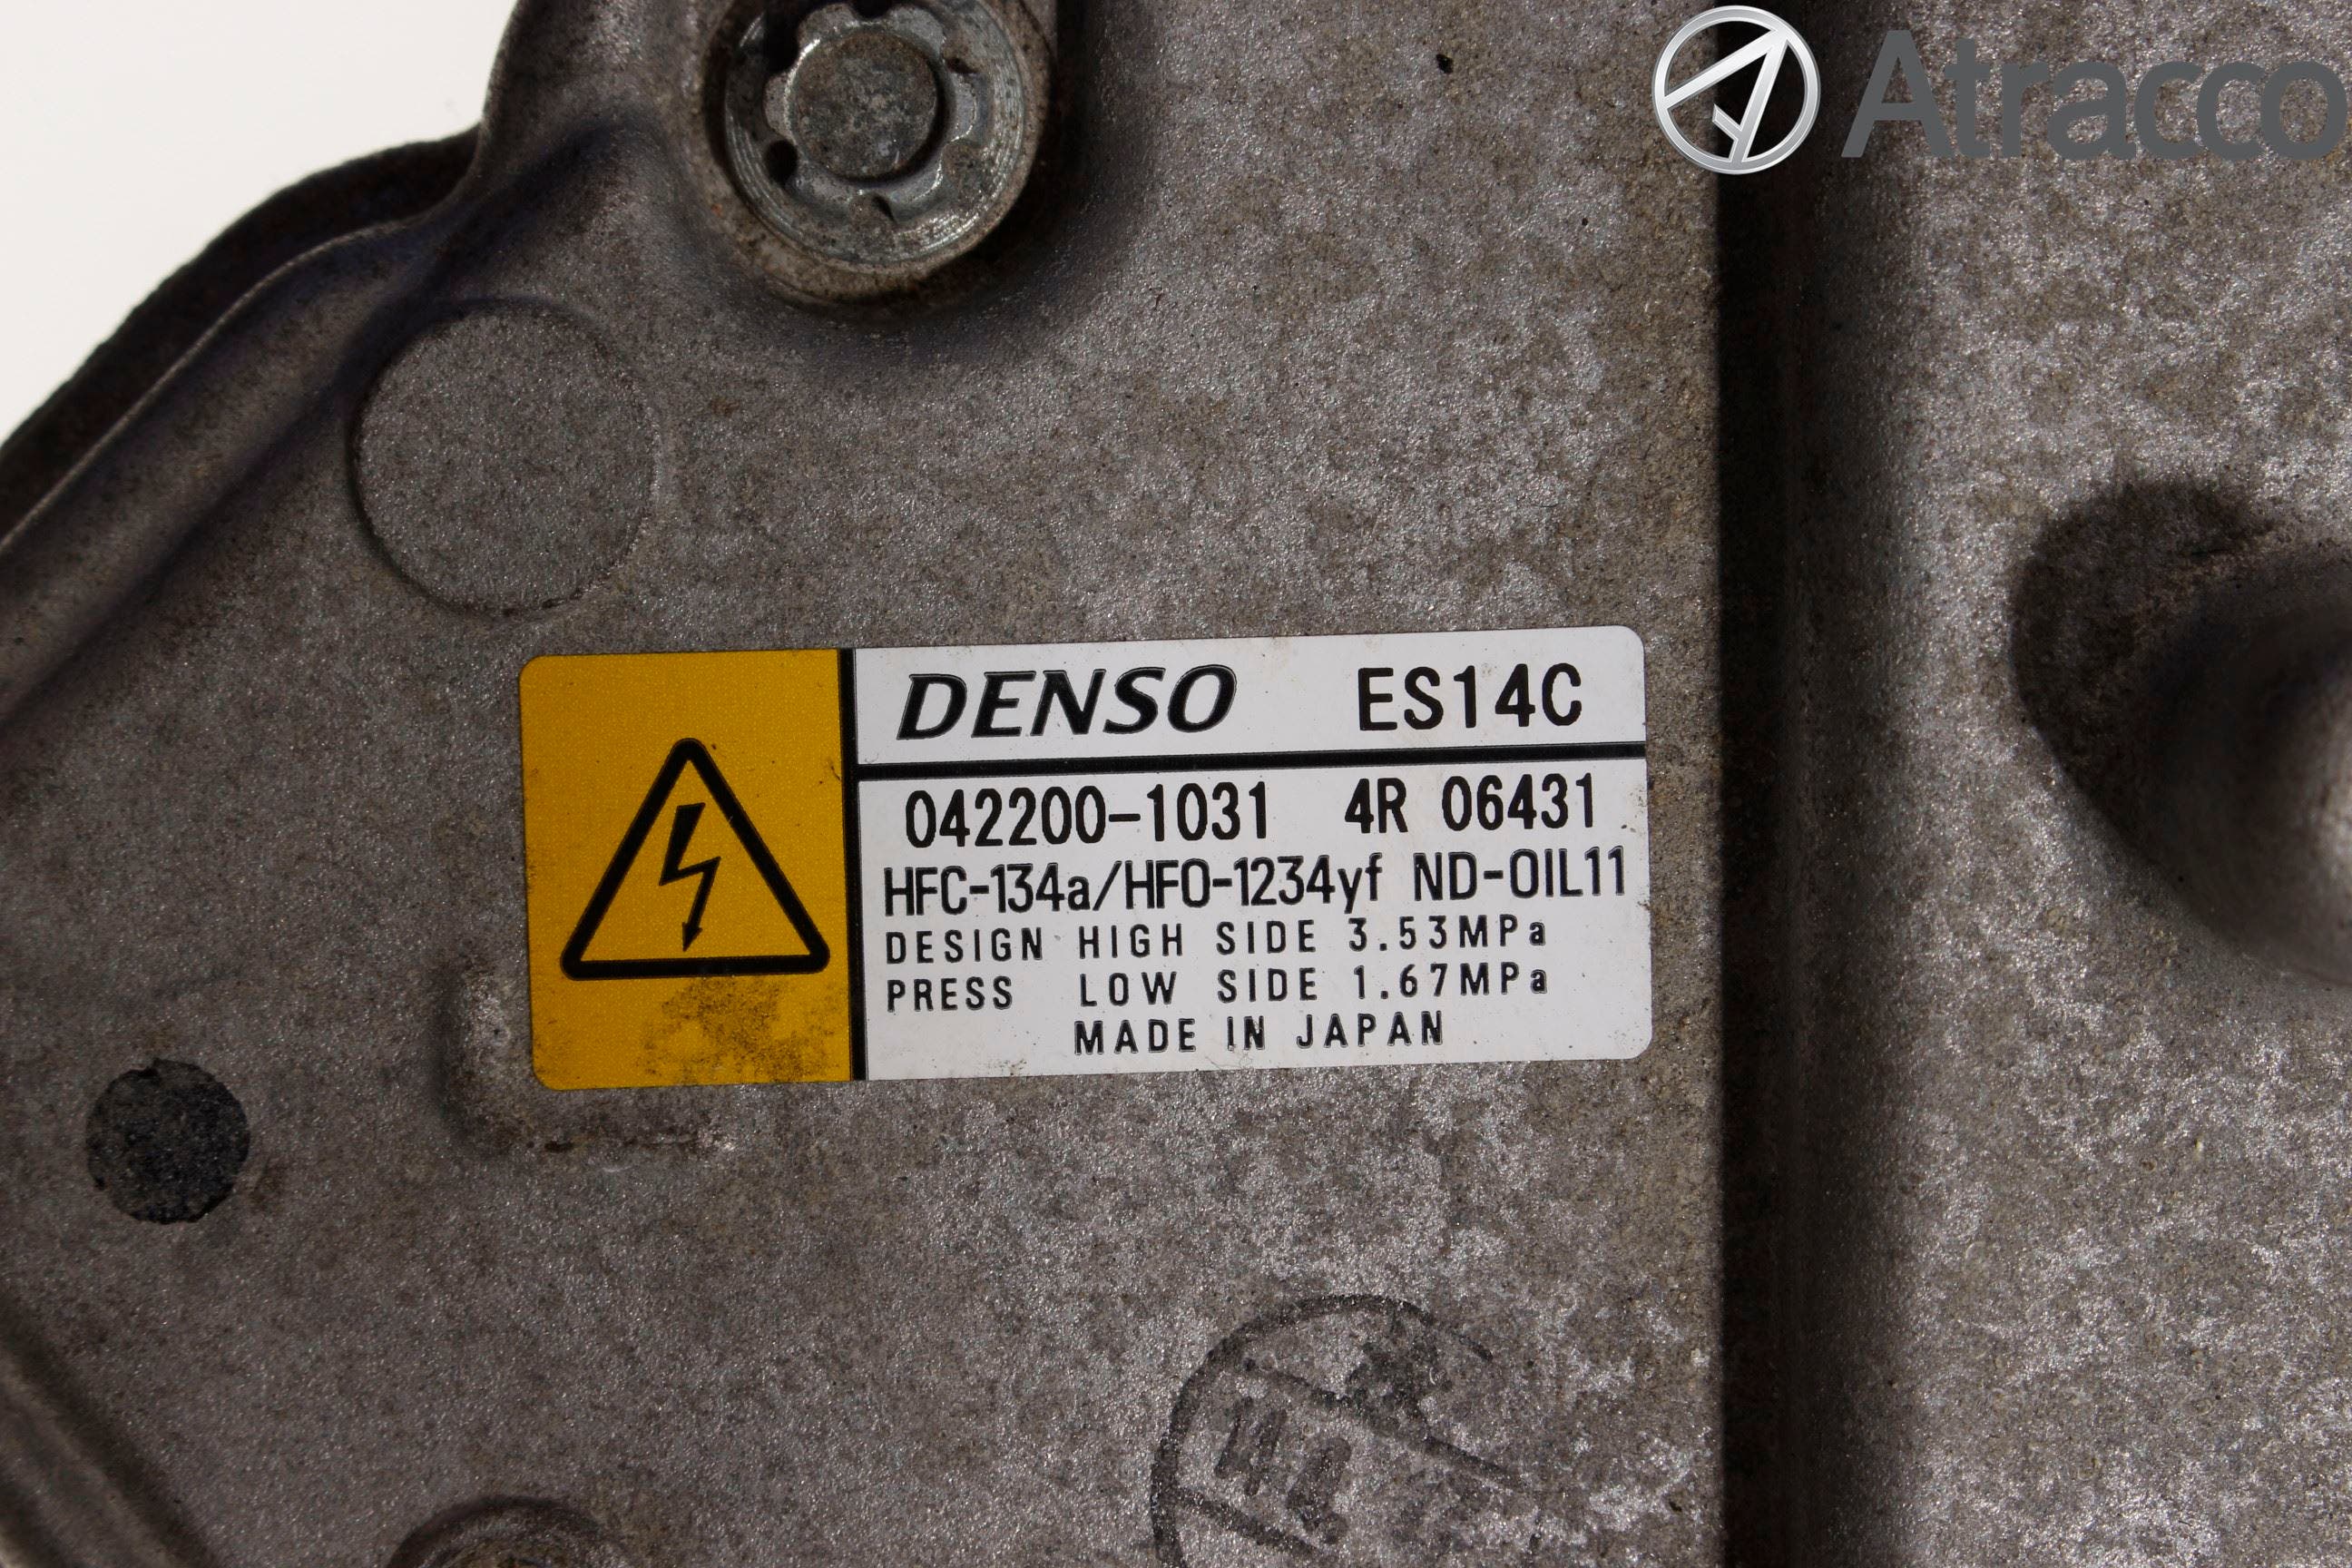 Atracco
DENSO ES14C
042200-1031 4R 06431
HFC-134a/HFO-1234yf ND-OIL11
DESIGN HIGH SIDE 3.53MPa
PRESS LOW SIDE 1.67MPa
MADE IN JAPAN